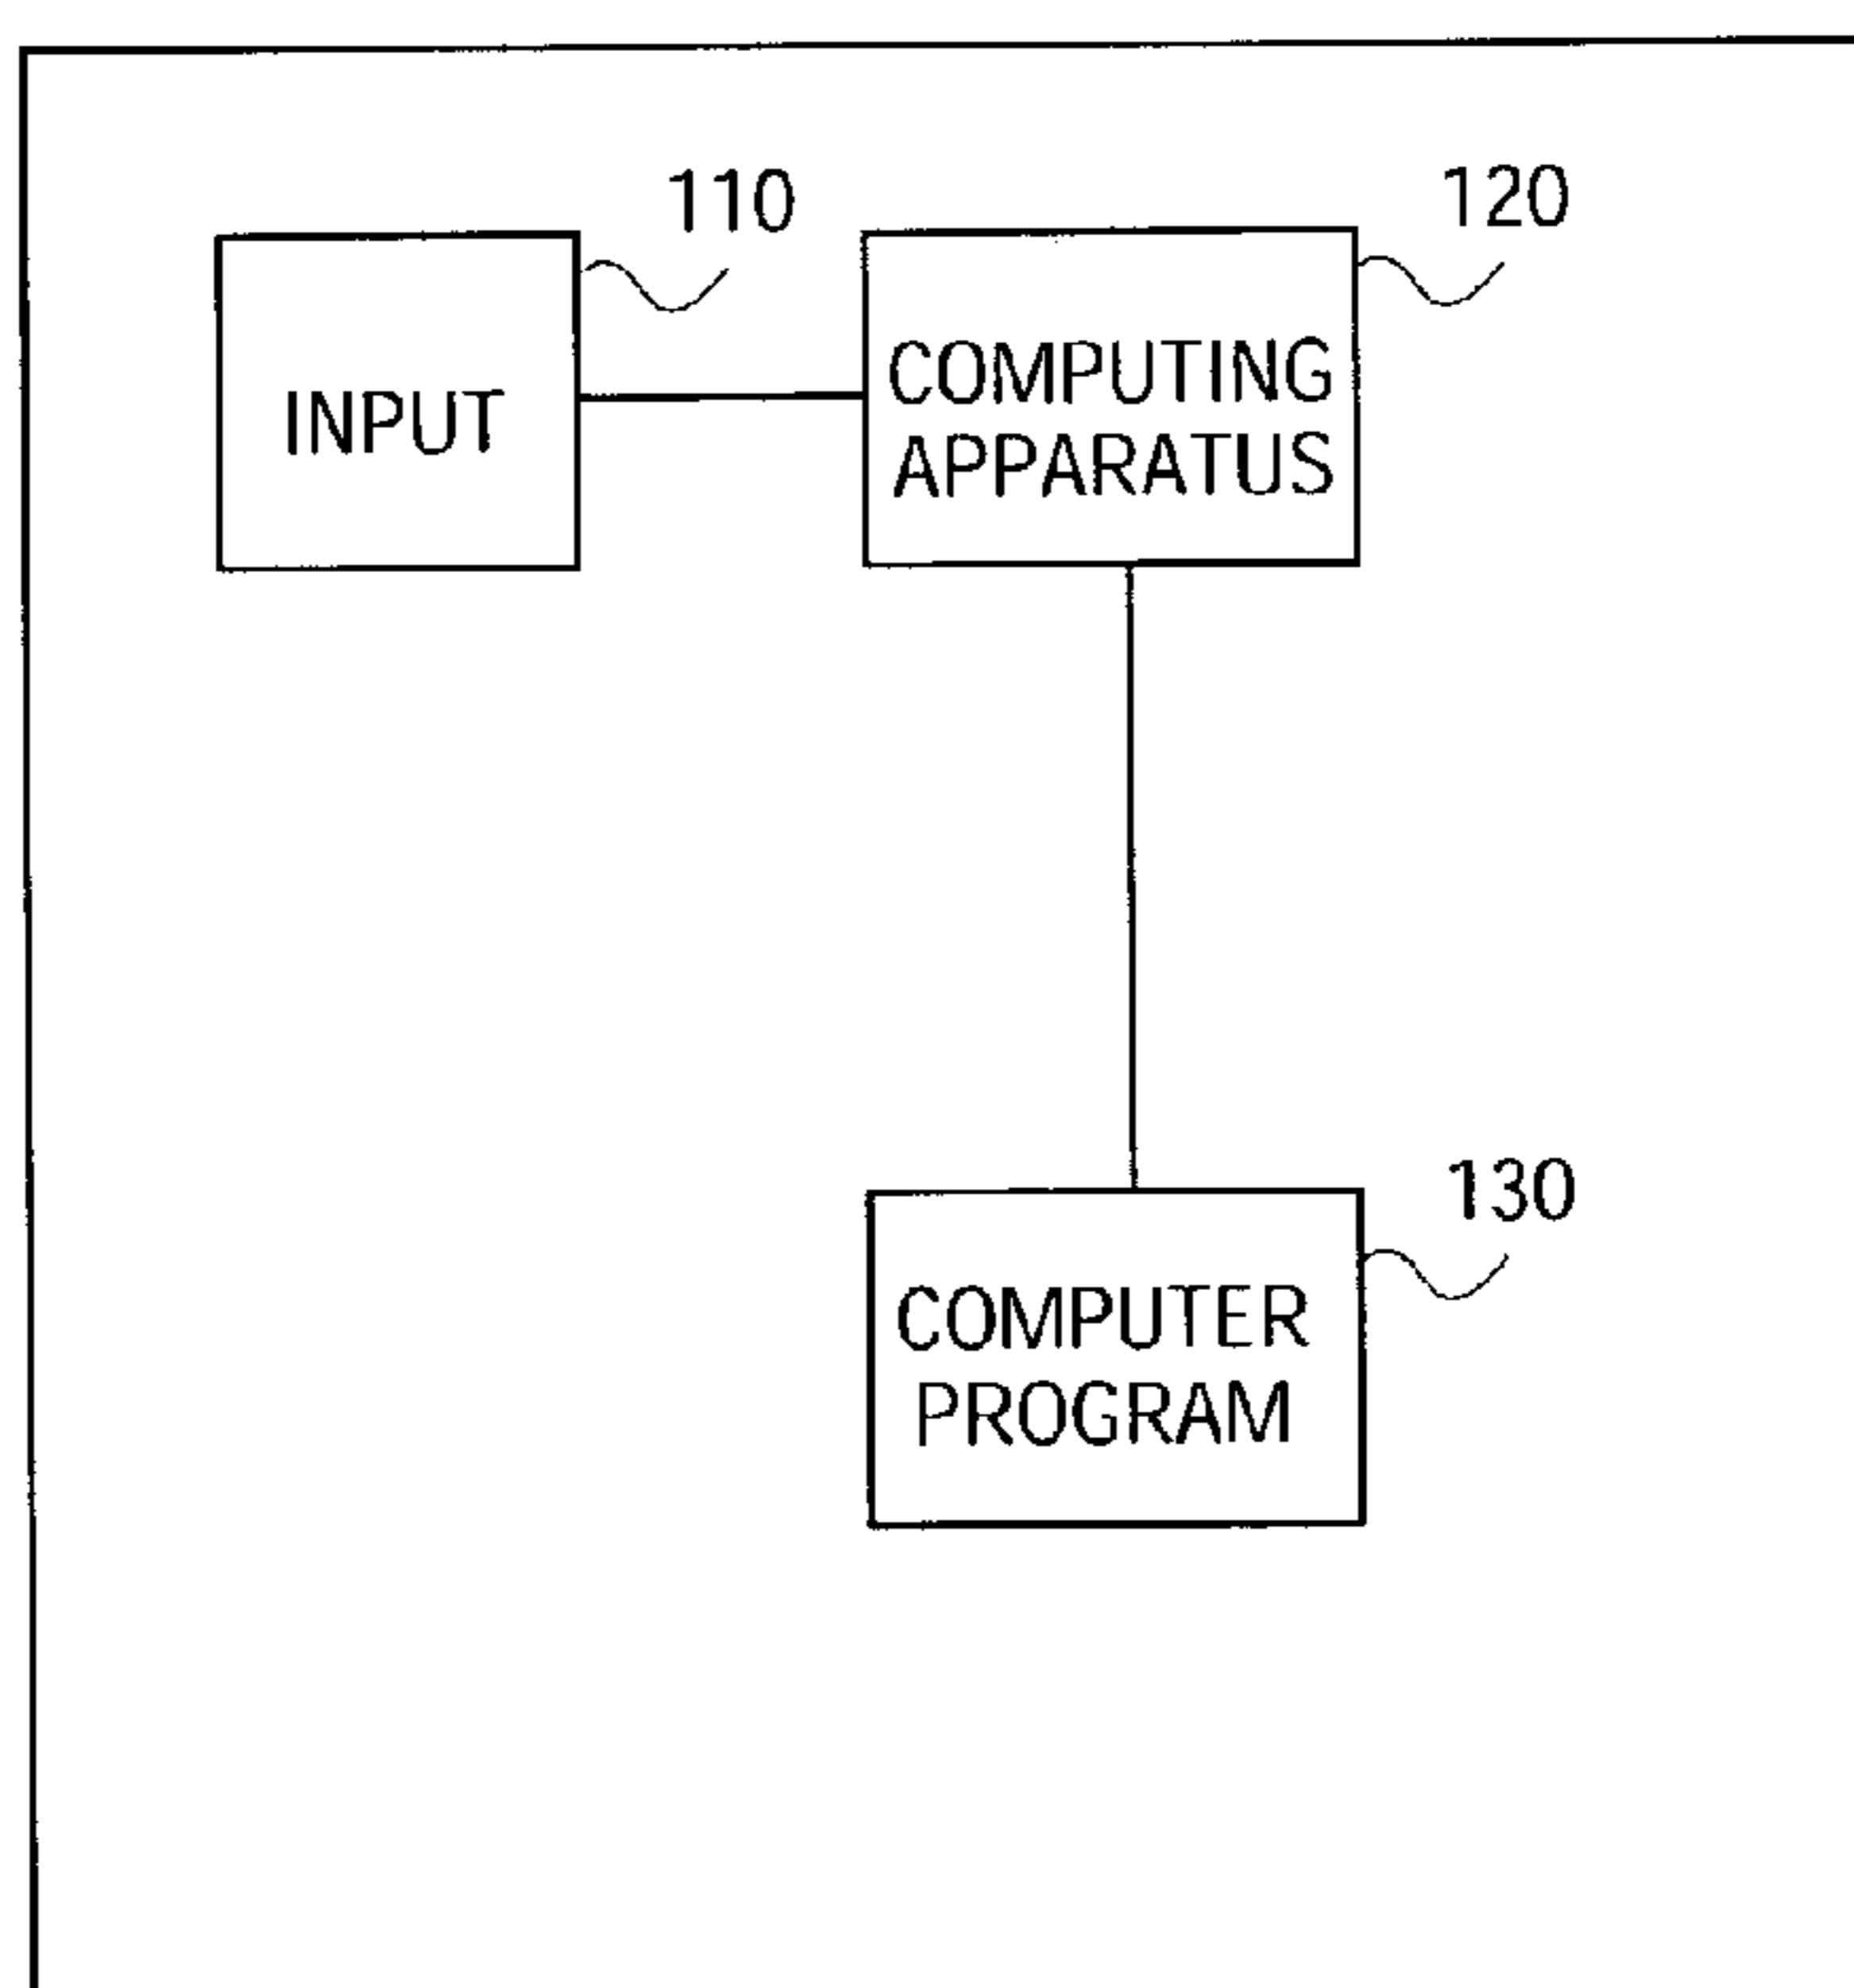 110
120
INPUT
COMPUTING
APPARATUS
130
COMPUTER
PROGRAM